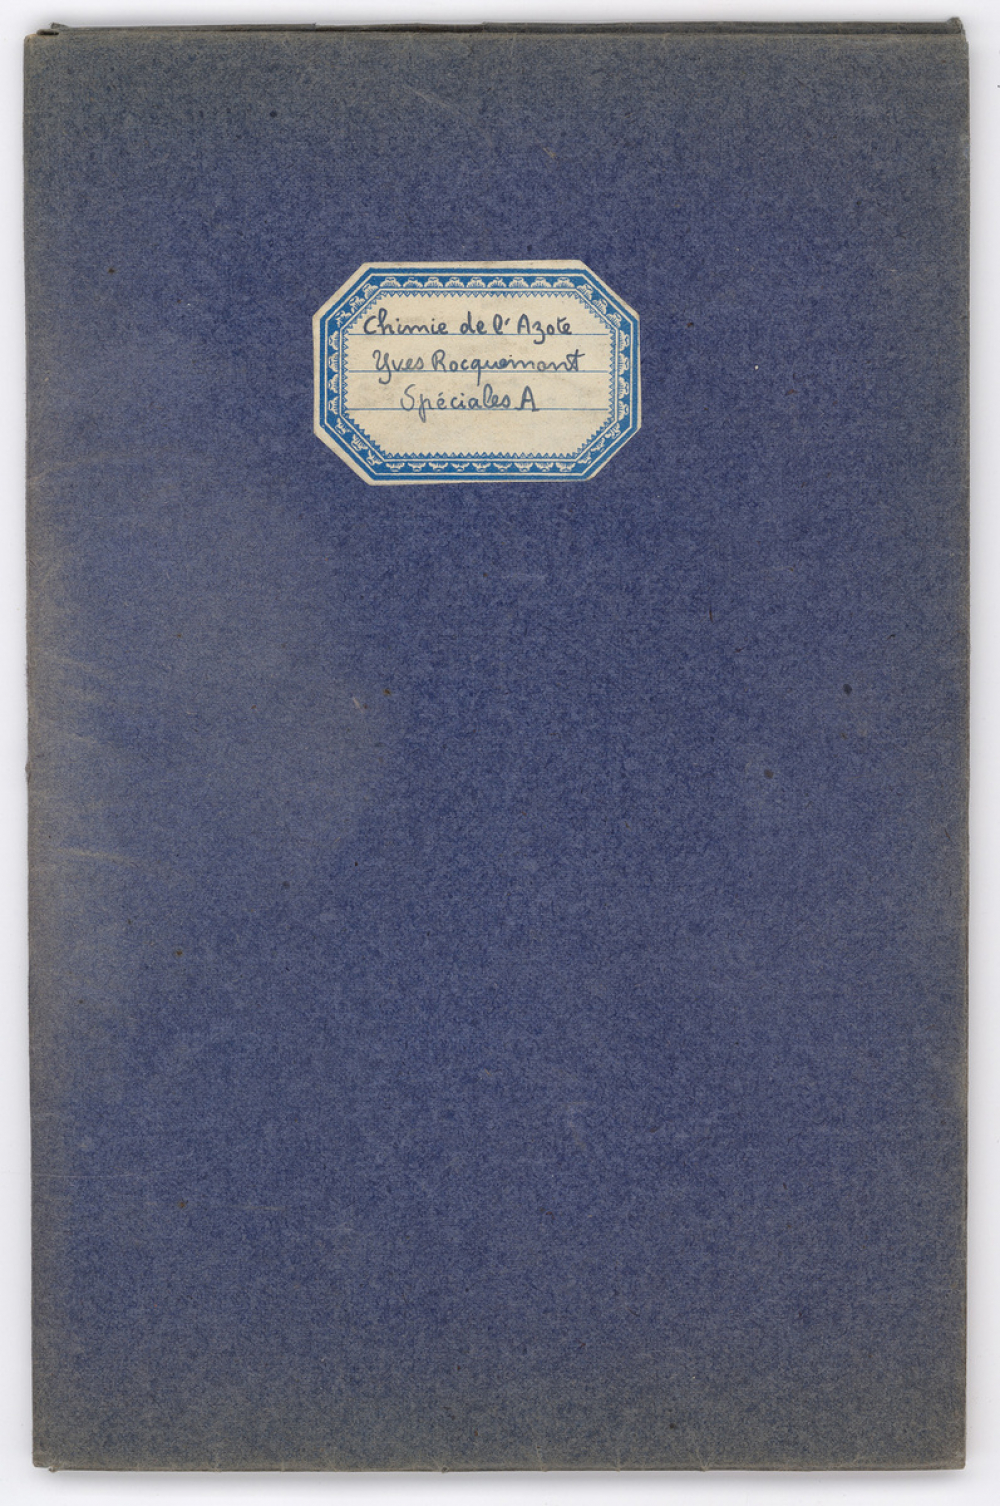 Chimie de l'Azote
Yves Rocquemont
Spéciales A